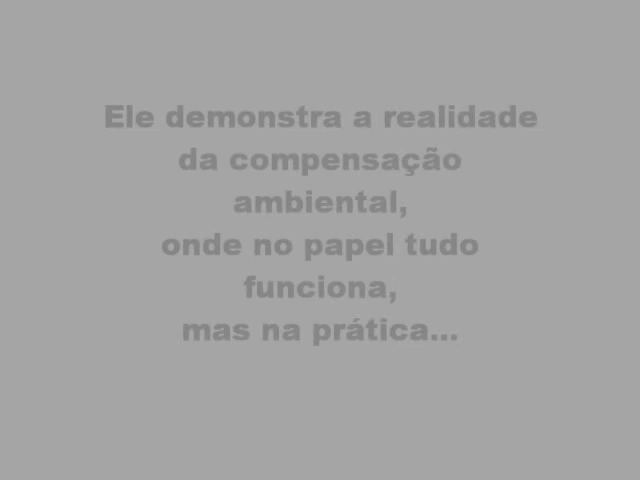 Ele demonstra a realidade
da compensação
ambiental,
onde no papel tudo
funciona,
mas na prática...